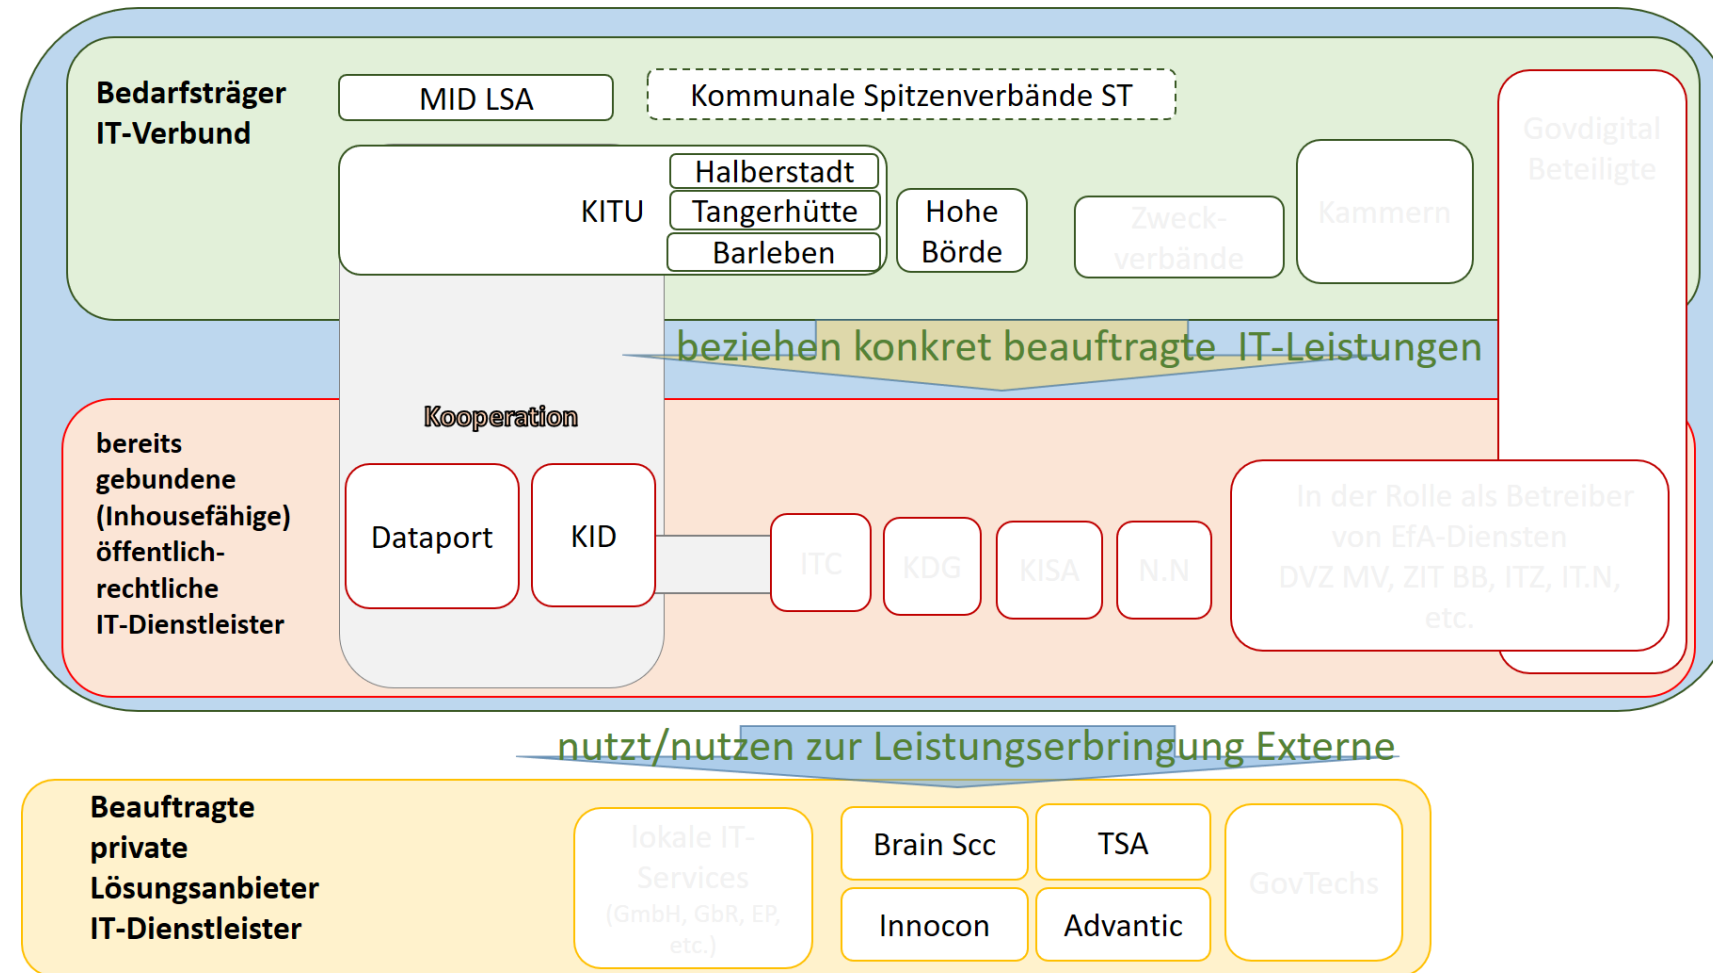 Bedarfsträger
IT-Verbund
MID LSA
Kommunale Spitzenverbände ST
Govdigital
Beteiligte
KITU
Halberstadt
Tangerhütte
Barleben
Hohe
Börde
Zweck-
verbände
Kammern
beziehen konkret beauftragte IT-Leistungen
Kooperation
bereits
gebundene
(Inhousefähige)
öffentlich-
rechtliche
IT-Dienstleister
Dataport
KID
ITC
KDG
KISA
N.N
In der Rolle als Betreiber
von EfA-Diensten
DVZ MV, ZIT BB, ITZ, IT.N,
etc.
nutzt/nutzen zur Leistungserbringung Externe
Beauftragte
private
Lösungsanbieter
IT-Dienstleister
lokale IT-
Services
(GmbH, GbR, EP,
etc.)
Brain Scc
TSA
Innocon
Advantic
GovTechs